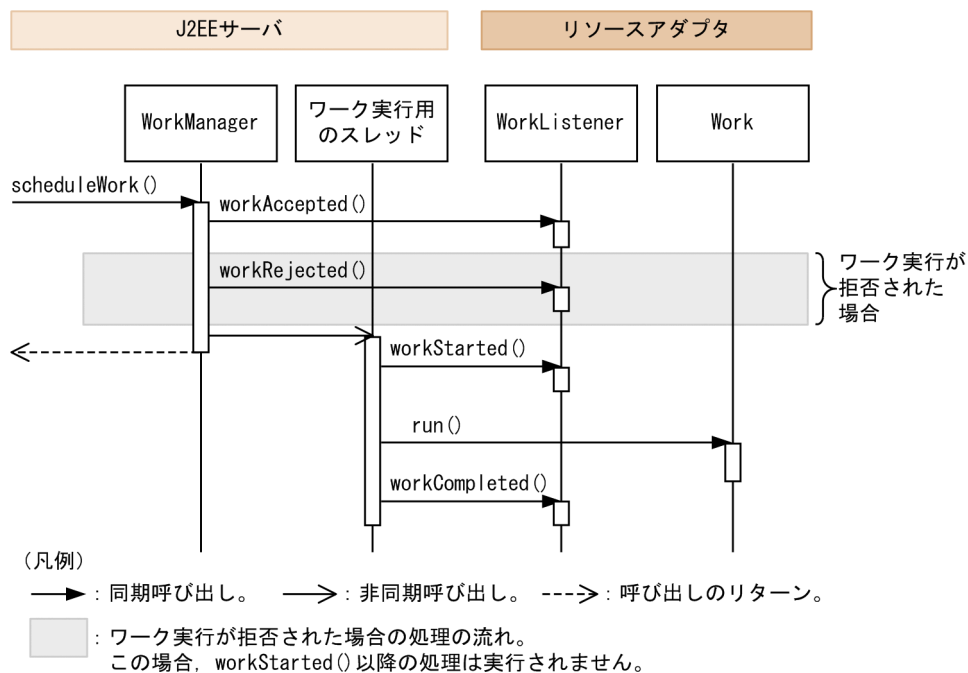 J2EEサーバ
リソースアダプタ
WorkManager
ワーク実行用
のスレッド
WorkListener
Work
scheduleWork()
workAccepted()
workRejected()
ワーク実行が
拒否された
場合
workStarted()
run()
workCompleted()
(凡例)
：同期呼び出し。
：非同期呼び出し。
：呼び出しのリターン。
：ワーク実行が拒否された場合の処理の流れ。
この場合，workStarted()以降の処理は実行されません。